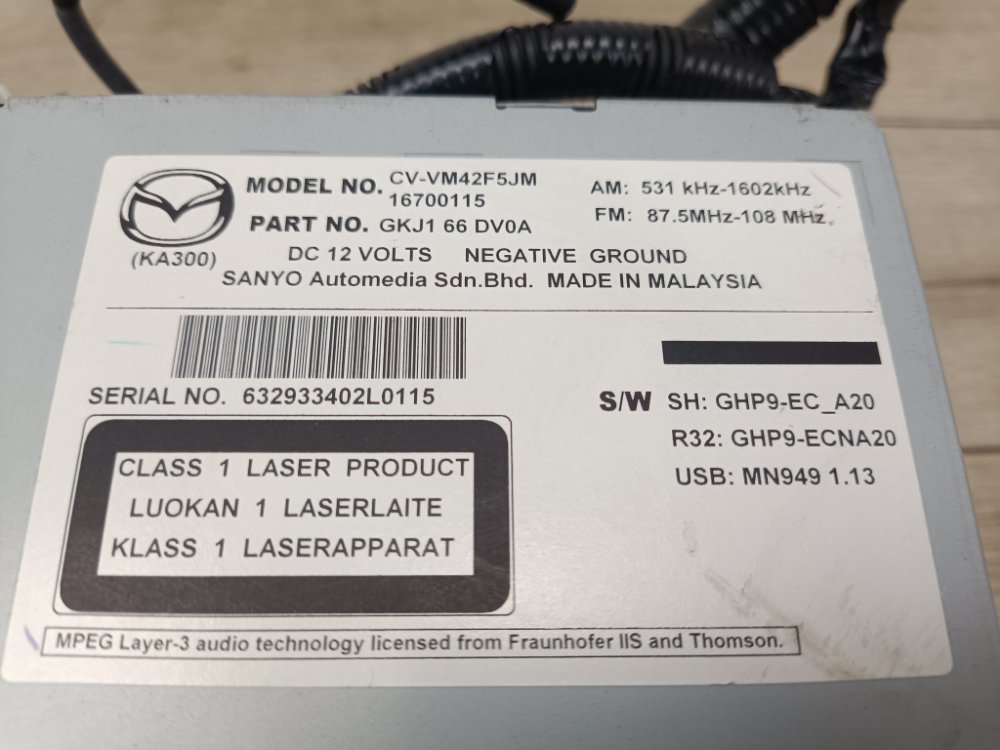 MODEL NO. CV-VM42F5JM
16700115
AM: 531 kHz-1602kHz
PART NO. GKJ1 66 DV0A
FM: 87.5MHz-108 MHz.
(KA300)
DC 12 VOLTS NEGATIVE GROUND
SANYO Automedia Sdn.Bhd. MADE IN MALAYSIA
SERIAL NO. 632933402L0115
S/W SH: GHP9-EC_A20
R32: GHP9-ECNA20
USB: MN949 1.13
CLASS 1 LASER PRODUCT
LUOKAN 1 LASERLAITE
KLASS 1 LASERAPPARAT
MPEG Layer-3 audio technology licensed from Fraunhofer IIS and Thomson.